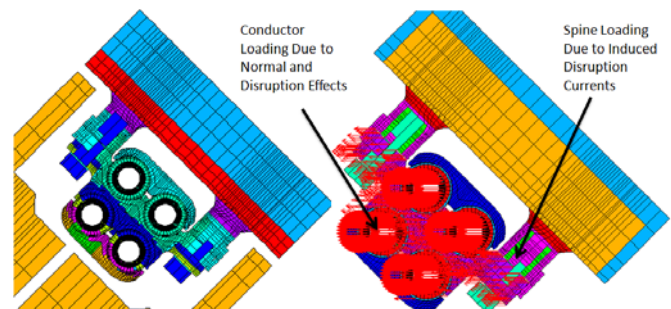 Conductor
Loading Due to
Normal and
Disruption Effects
Spine Loading
Due to Induced
Disruption
Currents